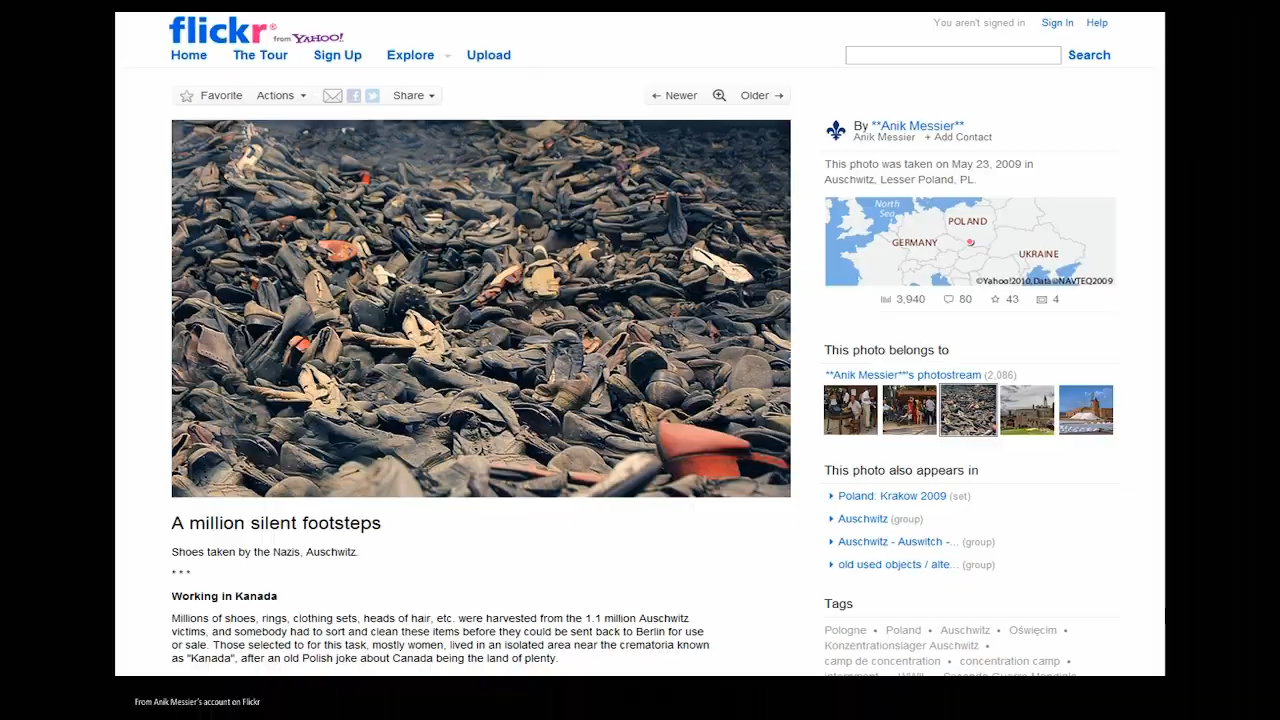 flickr® from YAHOO!
You aren't signed in Sign In Help
Home The Tour Sign Up Explore Upload
Search
Favorite Actions Share
← Newer Older →
By **Anik Messier**
Anik Messier + Add Contact
This photo was taken on May 23, 2009 in
Auschwitz, Lesser Poland, PL.
North
Sea
POLAND
GERMANY
UKRAINE
©Yahoo!2010,Data©NAVTEQ2009
3,940 80 43 4
This photo belongs to
**Anik Messier**'s photostream (2,086)
This photo also appears in
Poland: Krakow 2009 (set)
Auschwitz (group)
Auschwitz - Auswitch -... (group)
old used objects / alte... (group)
Tags
Pologne • Poland • Auschwitz • Oświęcim •
Konzentrationslager Auschwitz •
camp de concentration • concentration camp •
A million silent footsteps
Shoes taken by the Nazis, Auschwitz.
* * *
Working in Kanada
Millions of shoes, rings, clothing sets, heads of hair, etc. were harvested from the 1.1 million Auschwitz
victims, and somebody had to sort and clean these items before they could be sent back to Berlin for use
or sale. Those selected to for this task, mostly women, lived in an isolated area near the crematoria known
as "Kanada", after an old Polish joke about Canada being the land of plenty.
From Anik Messier's account on Flickr